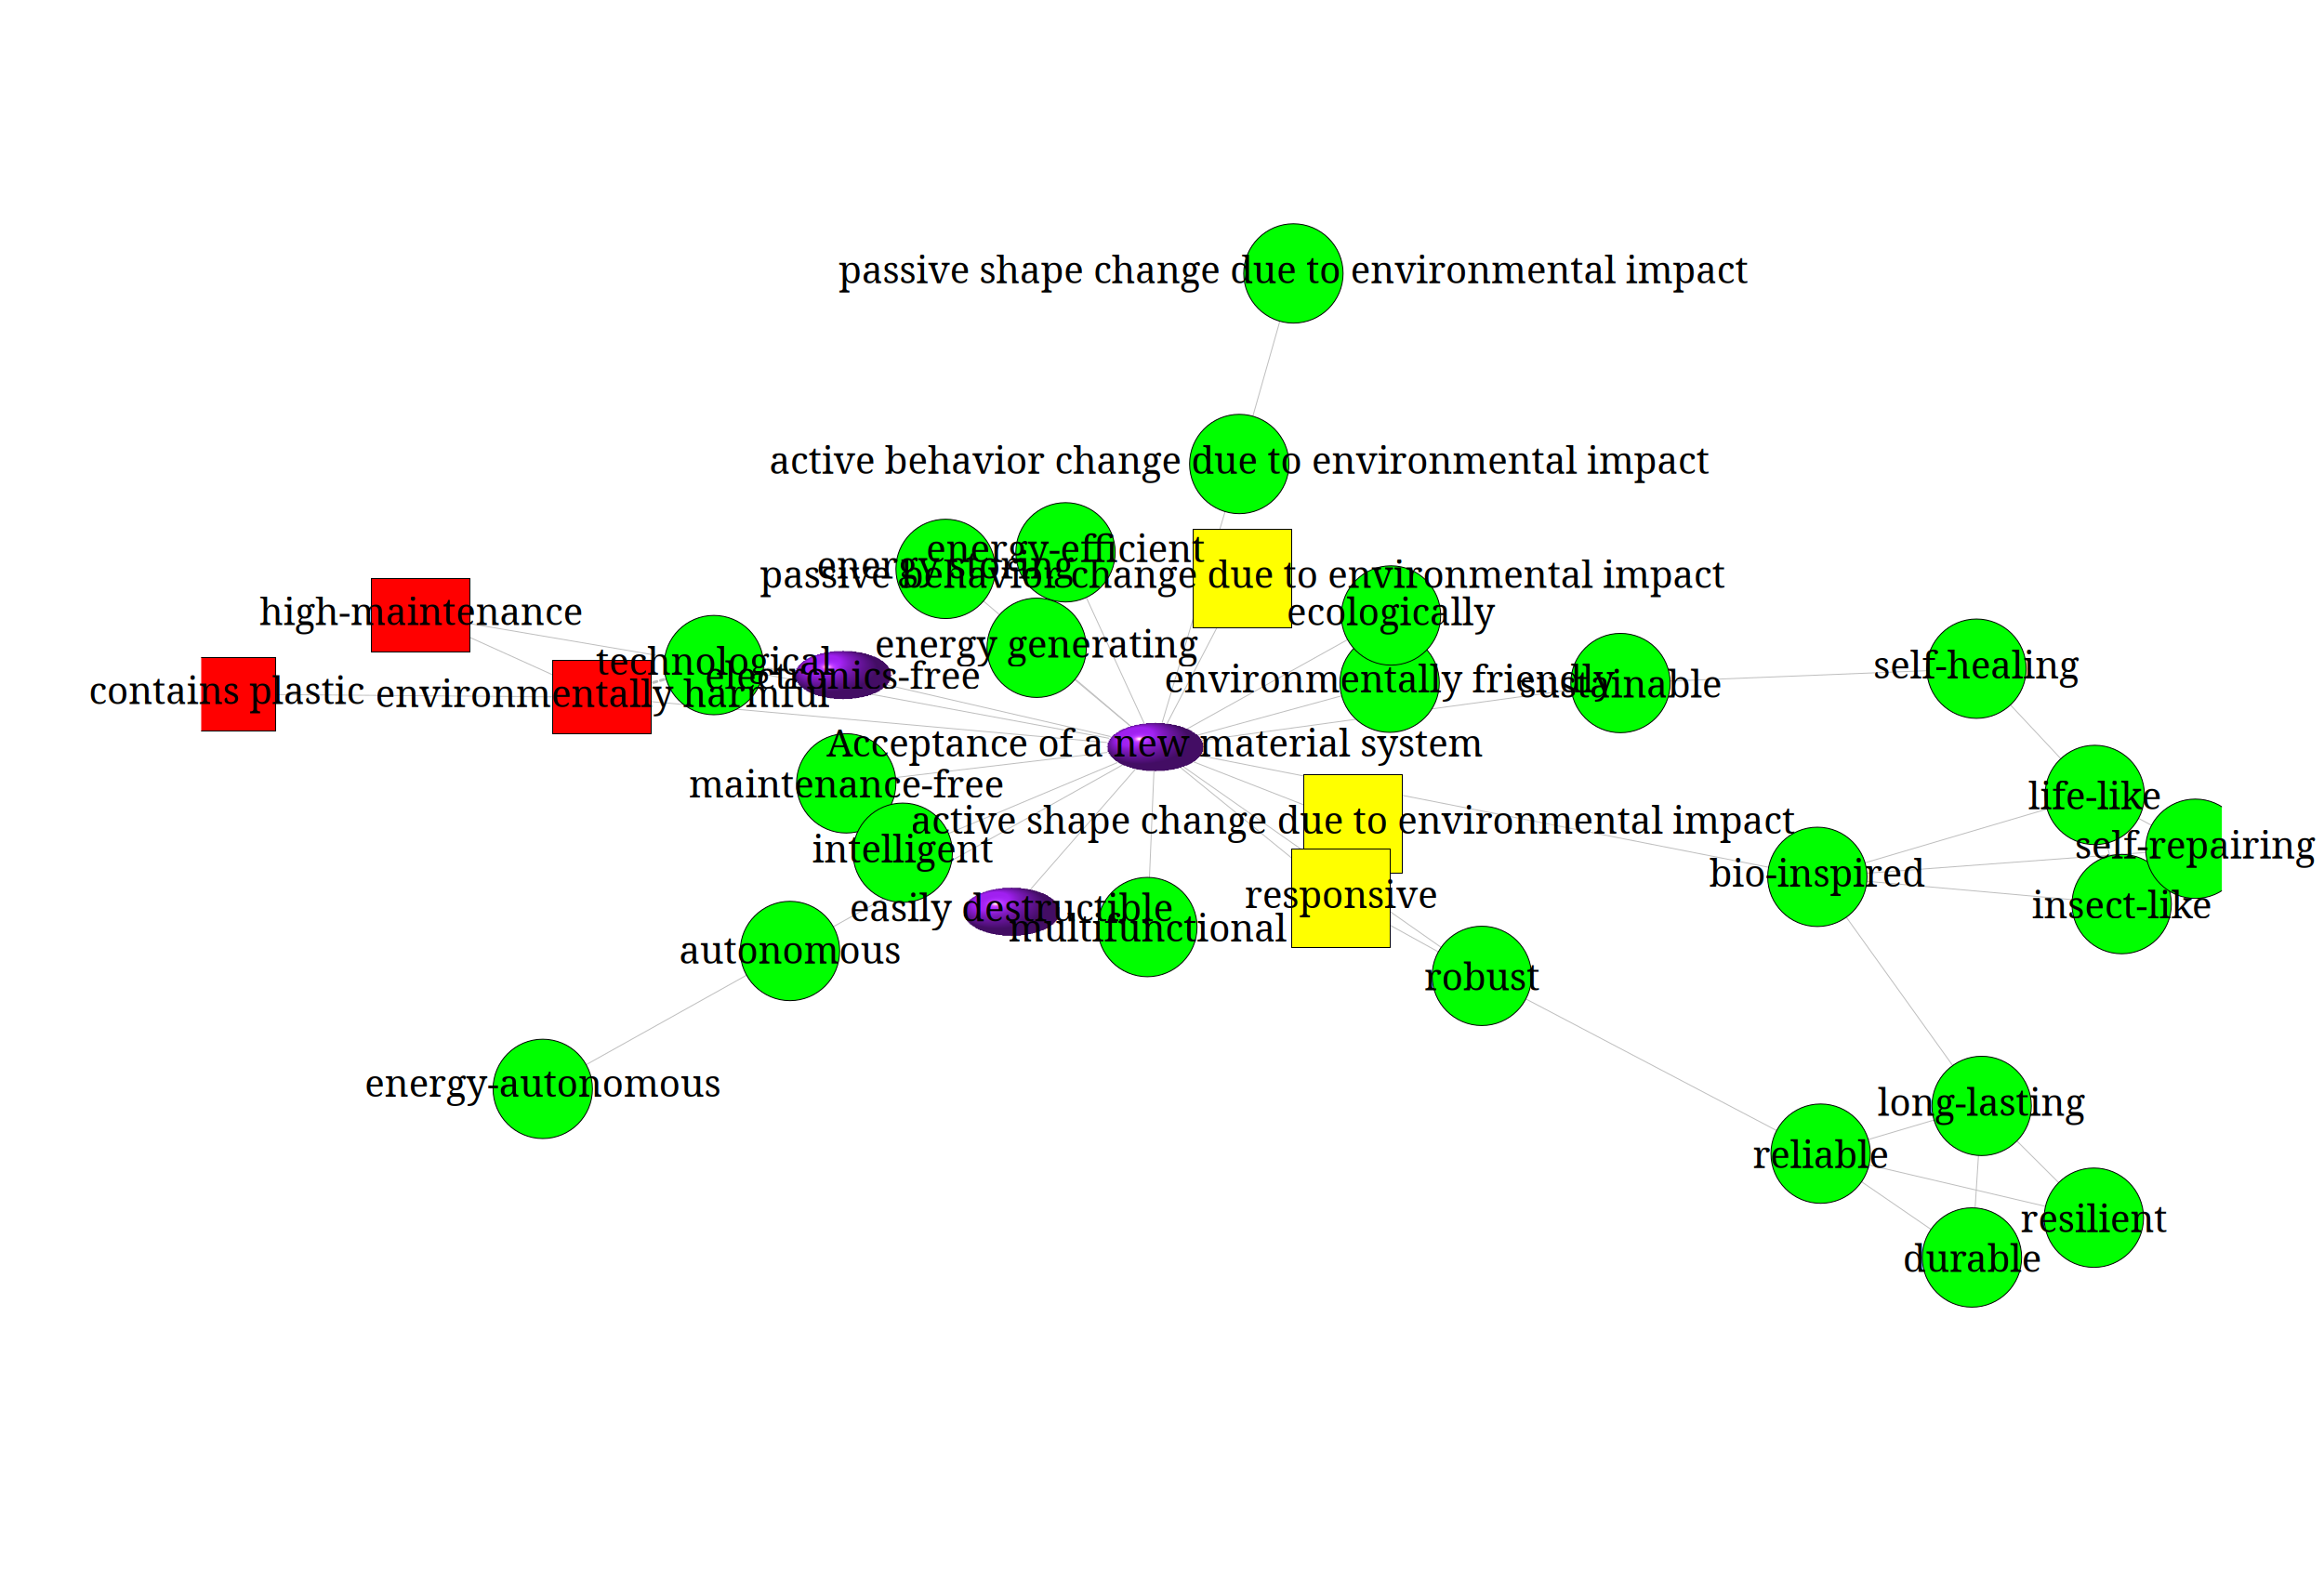 passive shape change due to environmental impact
active behavior change due to environmental impact
energy-efficient
energy storing
passive behavior change due to environmental impact
high-maintenance
ecologically
energy generating
technological
electronics-free
self-healing
environmentally friendly
sustainable
contains plastic
environmentally harmful
Acceptance of a new material system
maintenance-free
life-like
active shape change due to environmental impact
intelligent
self-repairing
bio-inspired
responsive
easily destructible
insect-like
multifunctional
autonomous
robust
energy-autonomous
long-lasting
reliable
resilient
durable